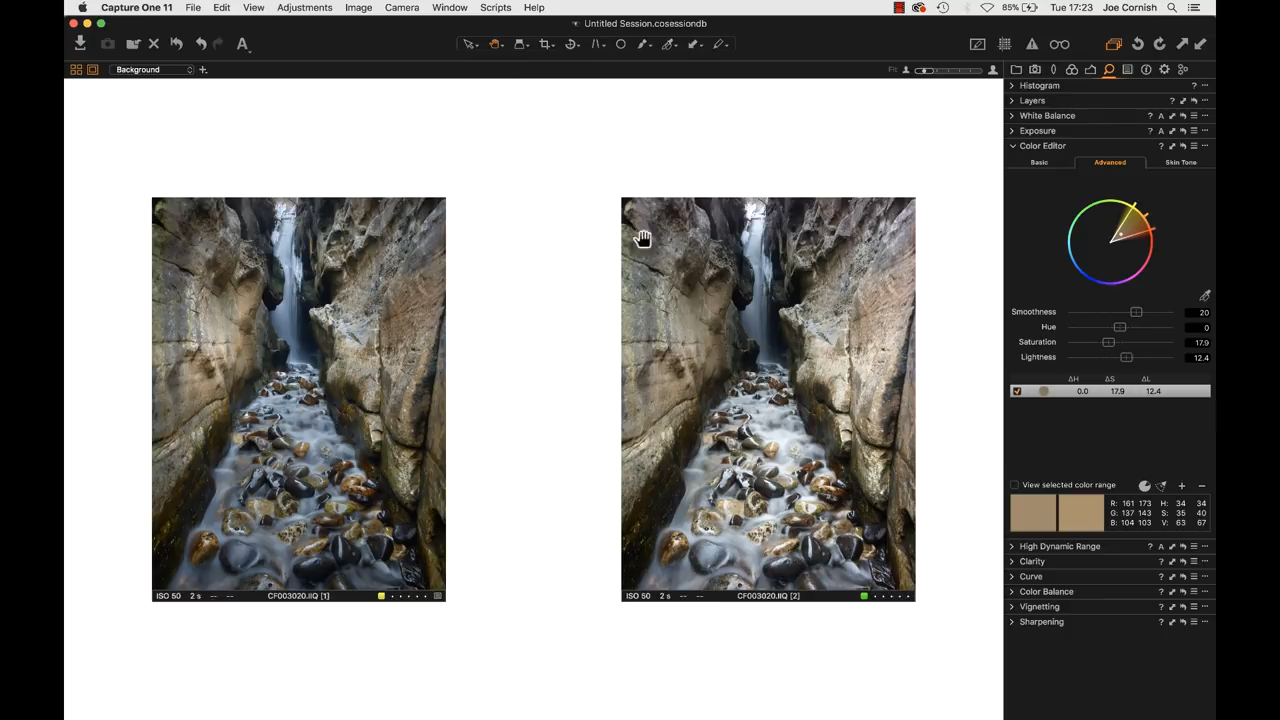 Capture One 11 File Edit View Adjustments Image Camera Window Scripts Help 85% Tue 17:23 Joe Cornish
Untitled Session.cosessiondb
A
Background
Fit
Histogram ? ...
Layers ?
White Balance ? A
Exposure ? A
Color Editor ?
Basic Advanced Skin Tone
Smoothness 20
Hue 0
Saturation 17.9
Lightness 12.4
ΔH ΔS ΔL
0.0 17.9 12.4
View selected color range
R: 161 173 H: 34 34
G: 137 143 S: 35 40
B: 104 103 V: 63 67
High Dynamic Range ? A
Clarity ?
Curve ?
Color Balance ?
Vignetting ?
Sharpening ?
ISO 50 2 s -- -- CF003020.IIQ [1]
ISO 50 2 s -- -- CF003020.IIQ [2]